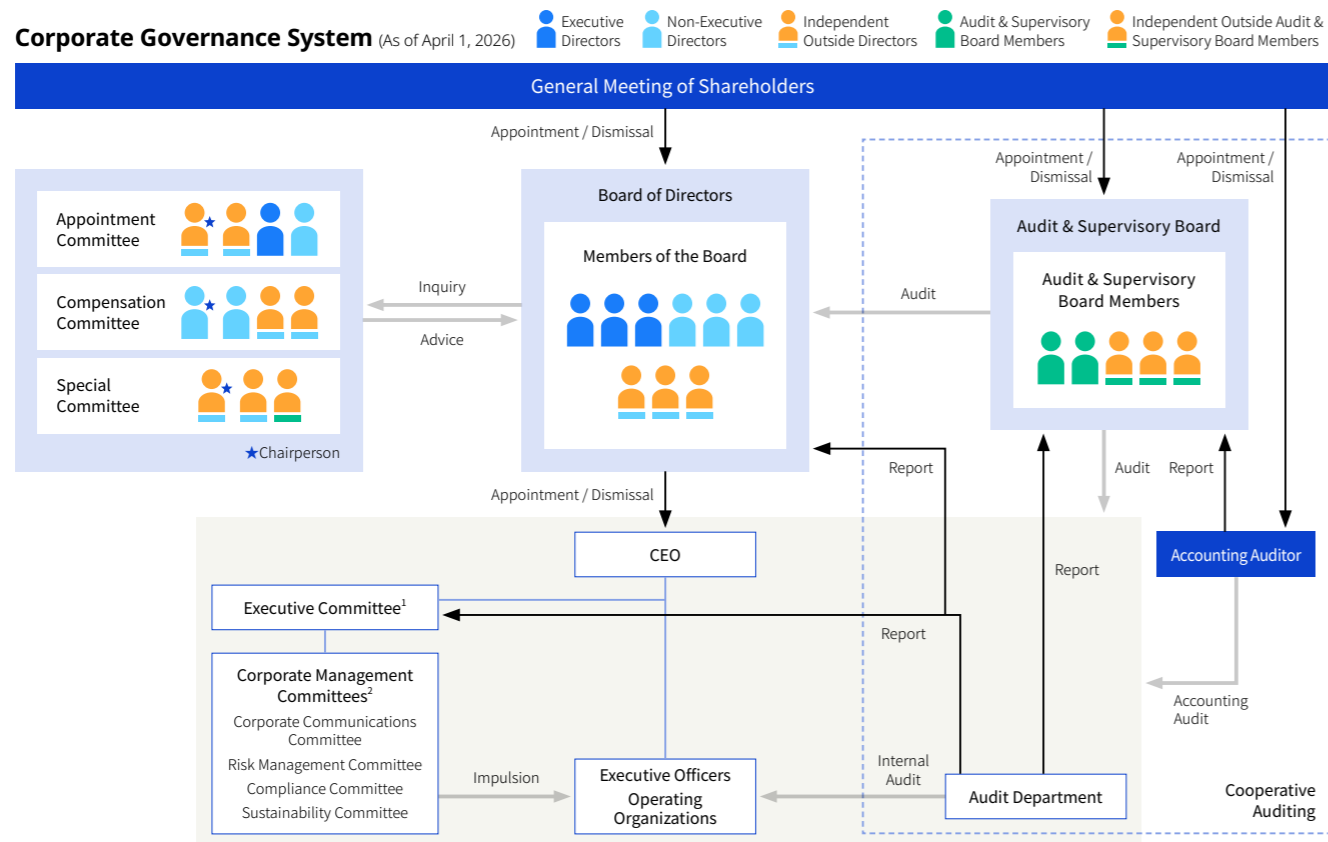 Corporate Governance System (As of April 1, 2026)
Executive
Directors
Non-Executive
Directors
Independent
Outside Directors
Audit & Supervisory
Board Members
Independent Outside Audit &
Supervisory Board Members
General Meeting of Shareholders
Appointment / Dismissal
Appointment /
Dismissal
Appointment /
Dismissal
Appointment
Committee
Compensation
Committee
Special
Committee
★Chairperson
Inquiry
Advice
Board of Directors
Members of the Board
Audit
Audit & Supervisory Board
Audit & Supervisory
Board Members
Report
Audit
Report
Appointment / Dismissal
CEO
Accounting Auditor
Report
Executive Committee1
Report
Corporate Management
Committees2
Corporate Communications
Committee
Risk Management Committee
Compliance Committee
Sustainability Committee
Impulsion
Executive Officers
Operating
Organizations
Internal
Audit
Audit Department
Accounting
Audit
Cooperative
Auditing